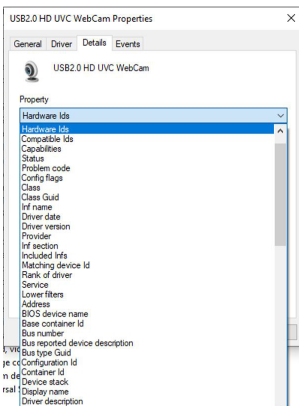 USB2.0 HD UVC WebCam Properties
General Driver Details Events
USB2.0 HD UVC WebCam
Property
Hardware Ids
Hardware Ids
Compatible Ids
Capabilities
Status
Problem code
Config flags
Class
Class Guid
Inf name
Driver date
Driver version
Provider
Inf section
Included Infs
Matching device Id
Rank of driver
Service
Lower filters
Address
BIOS device name
Base container Id
Bus number
Bus reported device description
Bus type Guid
Configuration Id
Container Id
Device stack
Display name
Driver description